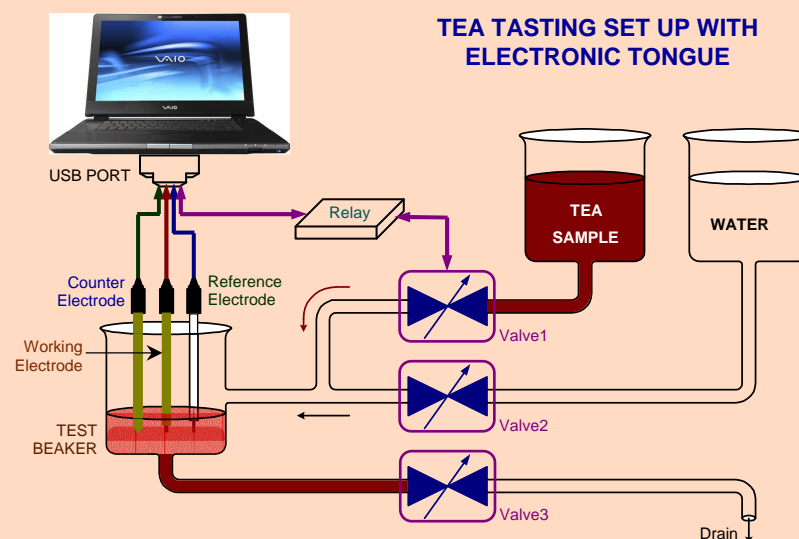 TEA TASTING SET UP WITH
ELECTRONIC TONGUE
VAIO
VAIO
USB PORT
Relay
TEA
SAMPLE
WATER
Counter
Electrode
Reference
Electrode
Valve1
Working
Electrode
Valve2
TEST
BEAKER
Valve3
Drain